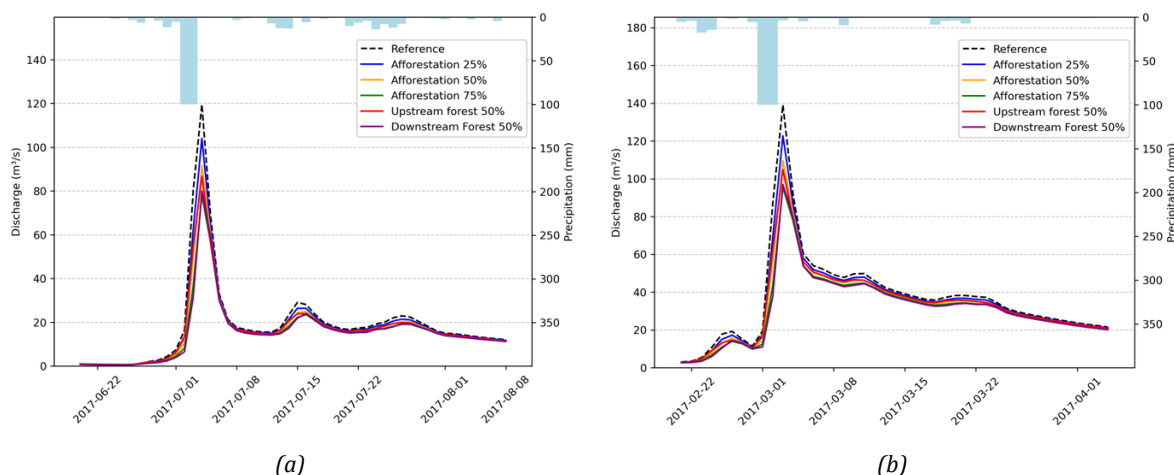 160
140
120
100
80
60
40
20
0
Discharge (m³/s)
Reference
Afforestation 25%
Afforestation 50%
Afforestation 75%
Upstream forest 50%
Downstream Forest 50%
0
50
100
150
200
250
300
350
Precipitation (mm)
2017-06-22
2017-07-01
2017-07-08
2017-07-15
2017-07-22
2017-08-01
2017-08-08
(a)
180
160
140
120
100
80
60
40
20
0
Discharge (m³/s)
Reference
Afforestation 25%
Afforestation 50%
Afforestation 75%
Upstream forest 50%
Downstream Forest 50%
0
50
100
150
200
250
300
350
Precipitation (mm)
2017-02-22
2017-03-01
2017-03-08
2017-03-15
2017-03-22
2017-04-01
(b)